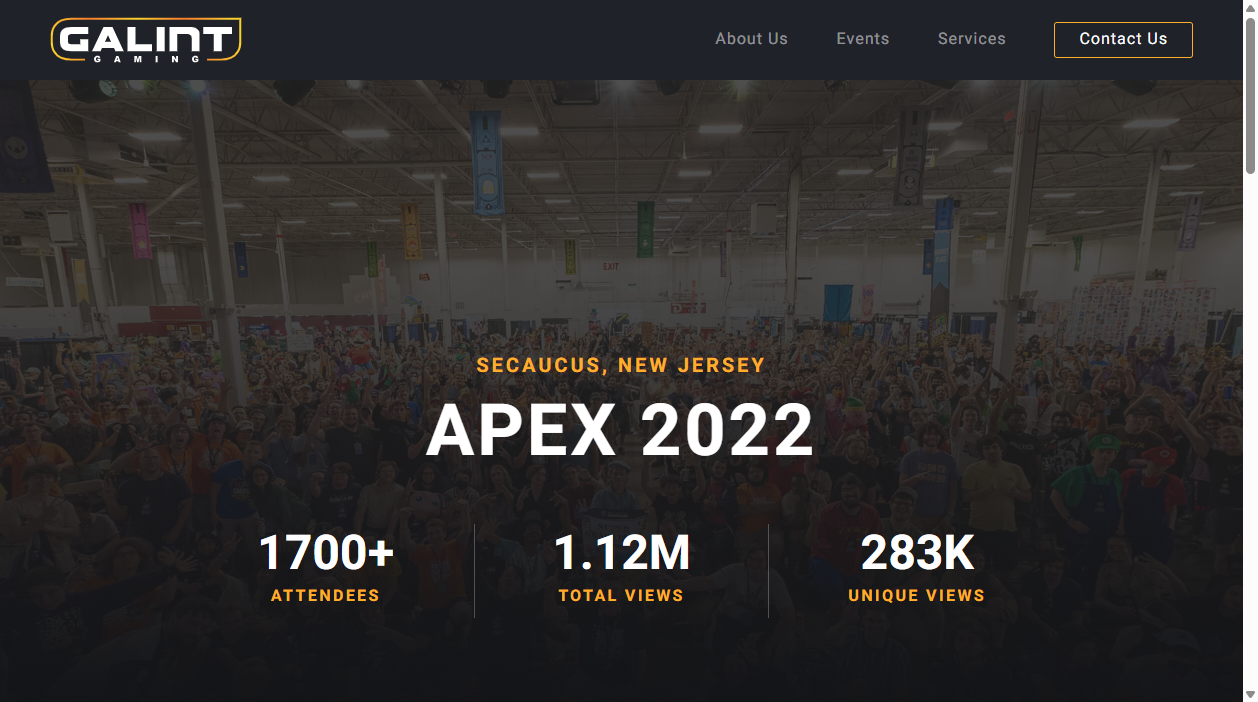 GALINT
GAMING
About Us
Events
Services
Contact Us
EXIT
SECAUCUS, NEW JERSEY
APEX 2022
1700+
ATTENDEES
1.12M
TOTAL VIEWS
283K
UNIQUE VIEWS